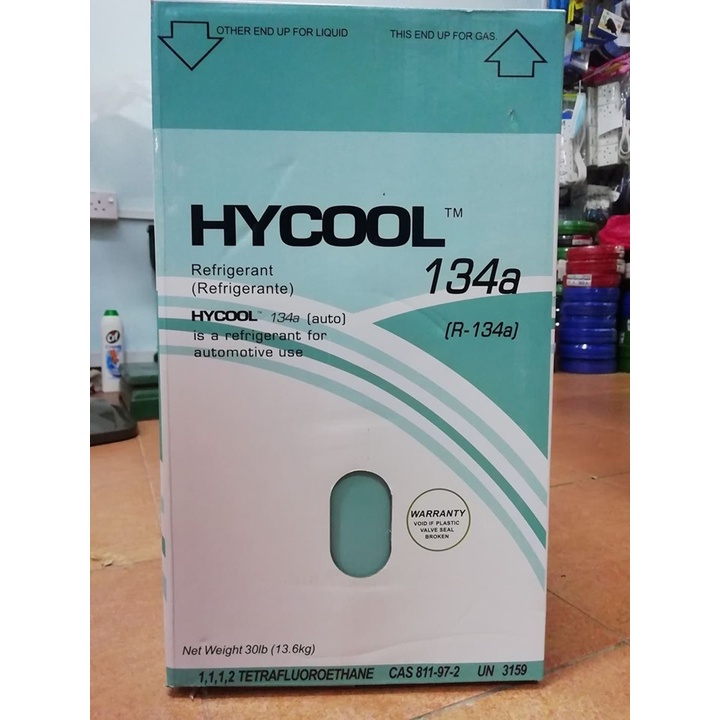 OTHER END UP FOR LIQUID
THIS END UP FOR GAS.
HYCOOL™
134a
Refrigerant
(Refrigerante)
HYCOOL™ 134a (auto)
is a refrigerant for
automotive use
(R-134a)
WARRANTY
VOID IF PLASTIC
VALVE SEAL
BROKEN
Net Weight 30lb (13.6kg)
1,1,1,2 TETRAFLUOROETHANE CAS 811-97-2 UN 3159
Cif